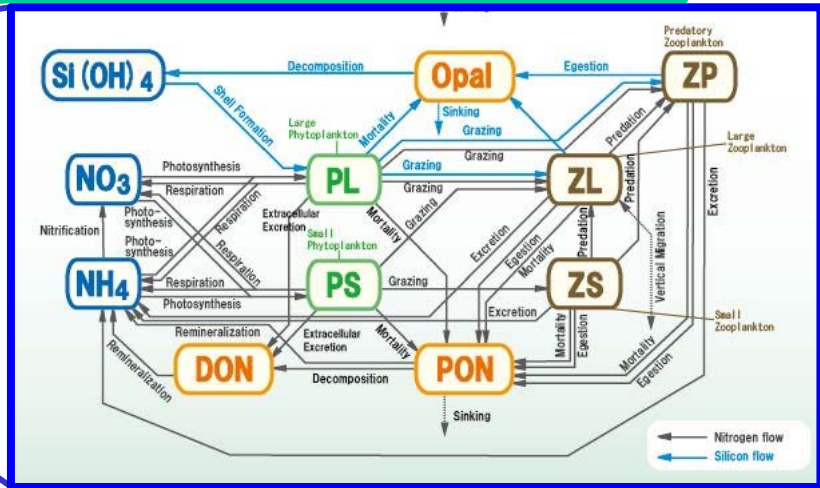 Predatory
Zooplankton
Si(OH)4
Decomposition
Opal
Egestion
ZP
Shell Formation
Mortality
Sinking
Large
Phytoplankton
Grazing
Predation
Large
Zooplankton
NO3
Photosynthesis
Respiration
PL
Grazing
Grazing
Grazing
ZL
Predation
Excretion
Nitrification
Photo-
synthesis
Respiration
Extracellular
Excretion
Mortality
Grazing
Photo-
synthesis
Respiration
Small
Phytoplankton
Excretion
Egestion
Mortality
Predation
Vertical Migration
NH4
Respiration
Photosynthesis
PS
Grazing
ZS
Excretion
Small
Zooplankton
Remineralization
Extracellular
Excretion
Mortality
Mortality
Egestion
Mortality
Egestion
Remineralization
DON
Decomposition
PON
Sinking
Nitrogen flow
Silicon flow